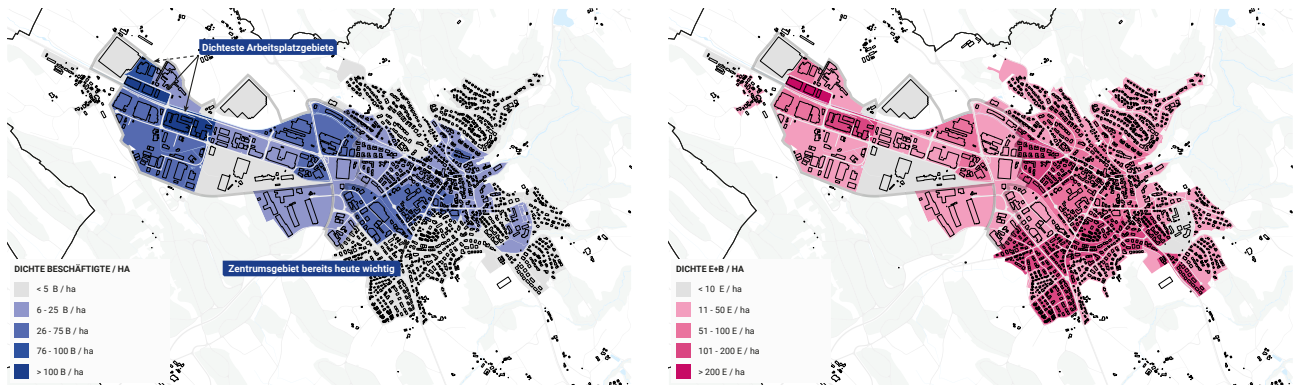 Dichteste Arbeitsplatzgebiete
Zentrumsgebiet bereits heute wichtig
DICHTE BESCHÄFTIGTE / HA
< 5 B / ha
6 - 25 B / ha
26 - 75 B / ha
76 - 100 B / ha
> 100 B / ha
DICHTE E+B / HA
< 10 E / ha
11 - 50 E / ha
51 - 100 E / ha
101 - 200 E / ha
> 200 E / ha